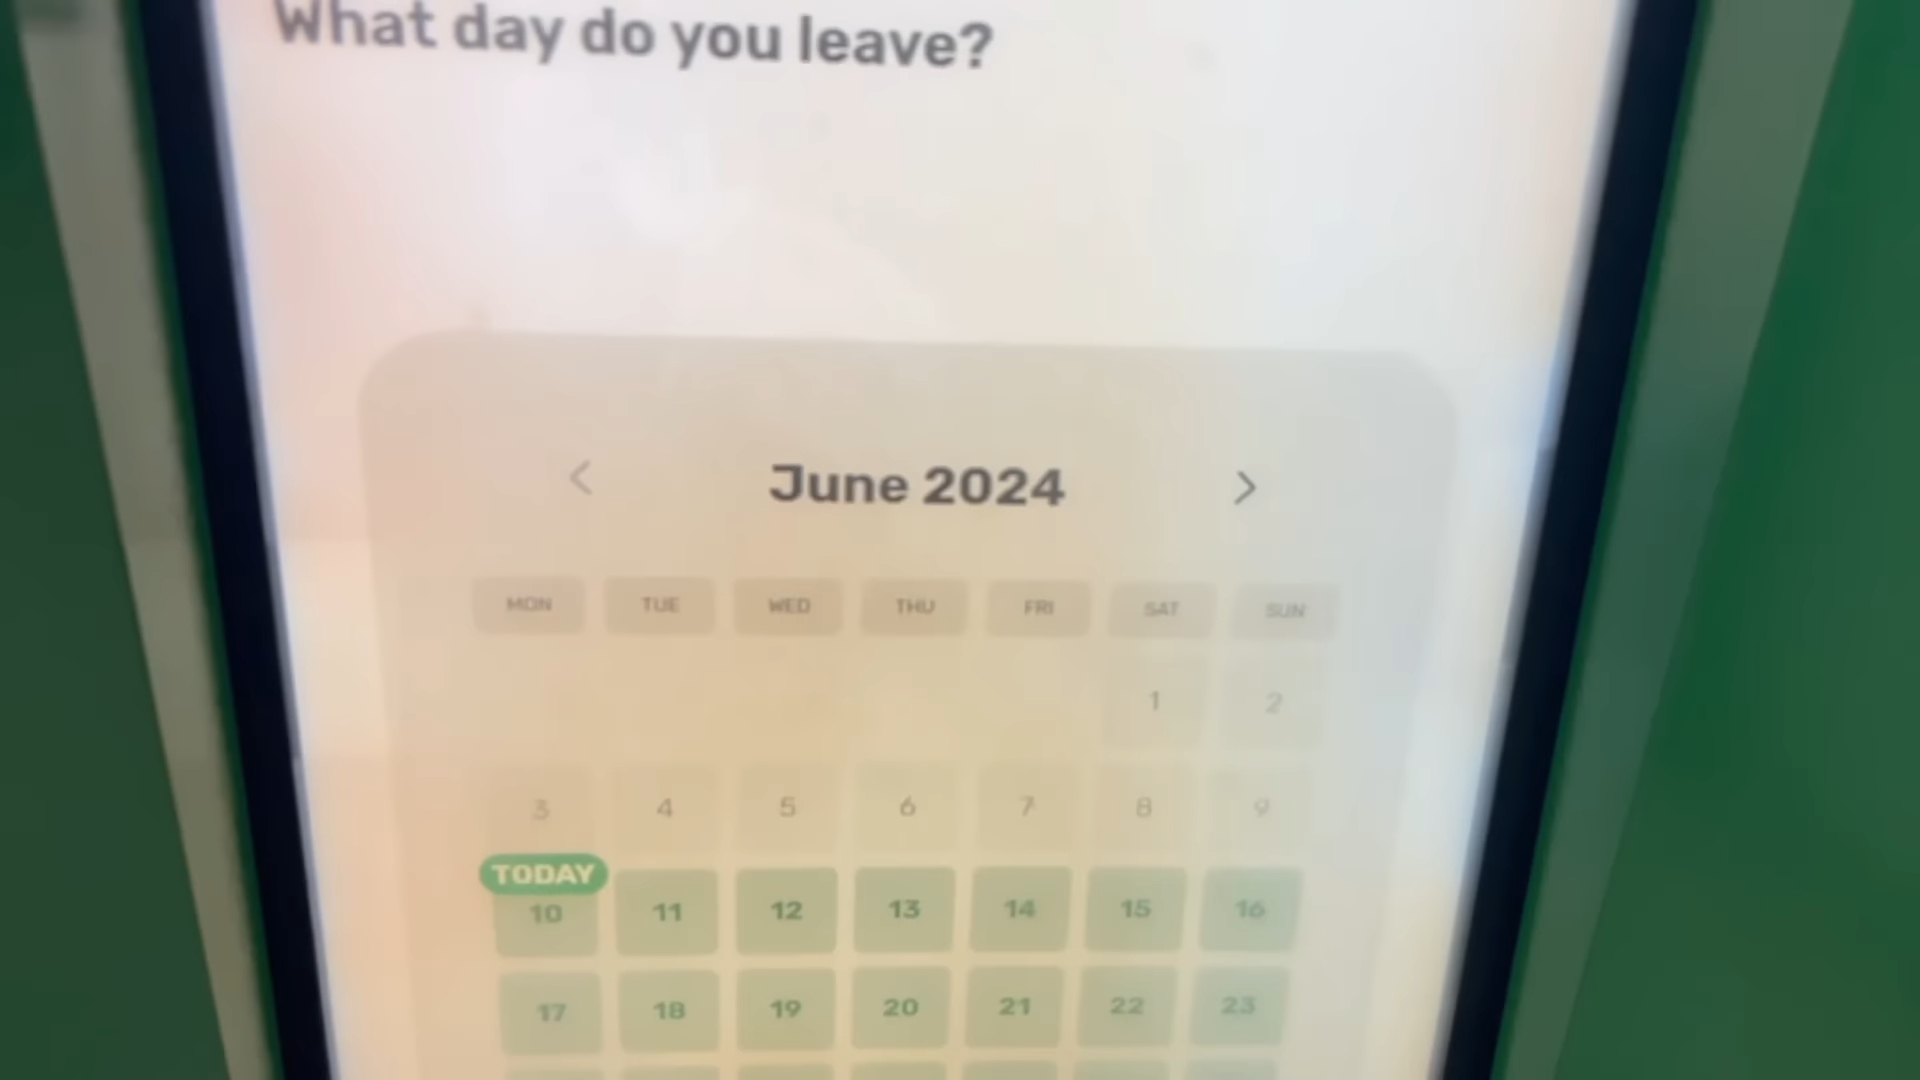 What day do you leave?
< June 2024 >
MON TUE WED THU FRI SAT SUN
1 2
3 4 5 6 7 8 9
TODAY
10 11 12 13 14 15 16
17 18 19 20 21 22 23